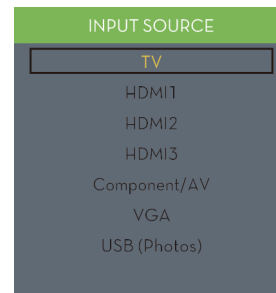 INPUT SOURCE
TV
HDMI1
HDMI2
HDMI3
Component/AV
VGA
USB (Photos)